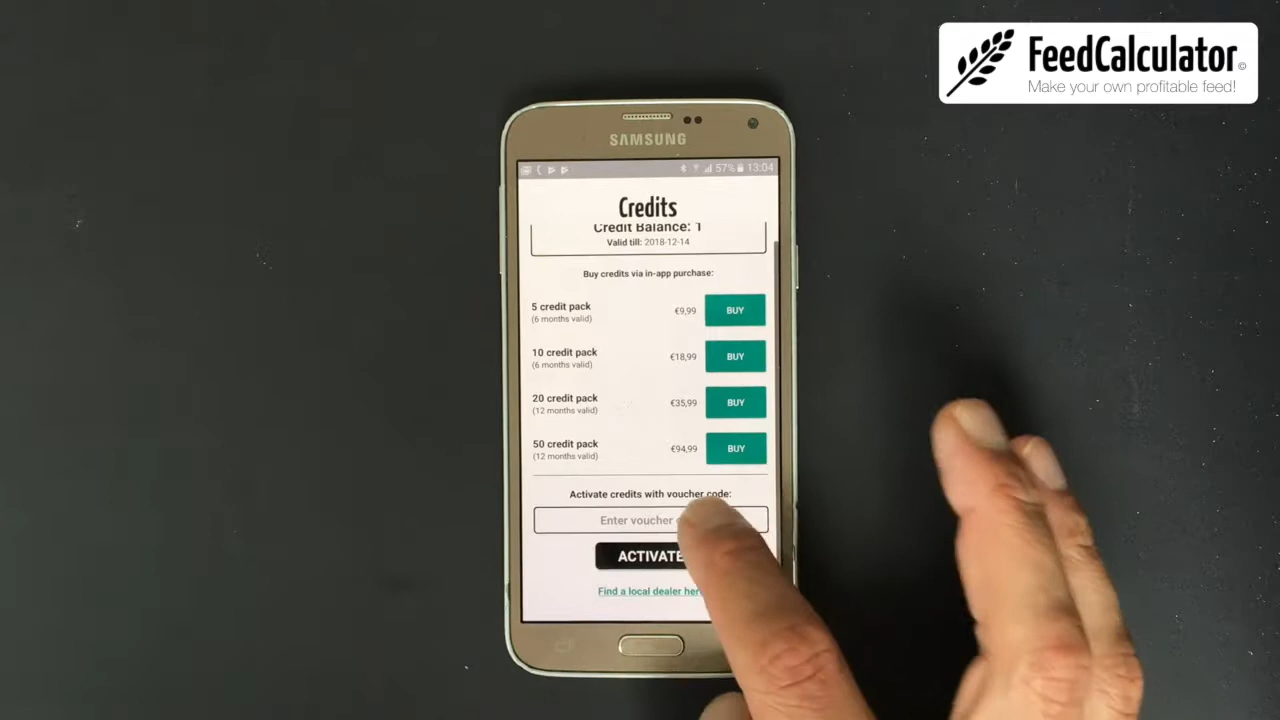 FeedCalculator©
Make your own profitable feed!
SAMSUNG
57% 13:04
Credits
Credit Balance: 1
Valid till: 2018-12-14
Buy credits via in-app purchase:
5 credit pack €9,99 BUY
(6 months valid)
10 credit pack €18,99 BUY
(6 months valid)
20 credit pack €35,99 BUY
(12 months valid)
50 credit pack €94,99 BUY
(12 months valid)
Activate credits with voucher code:
Enter voucher
ACTIVATE
Find a local dealer here